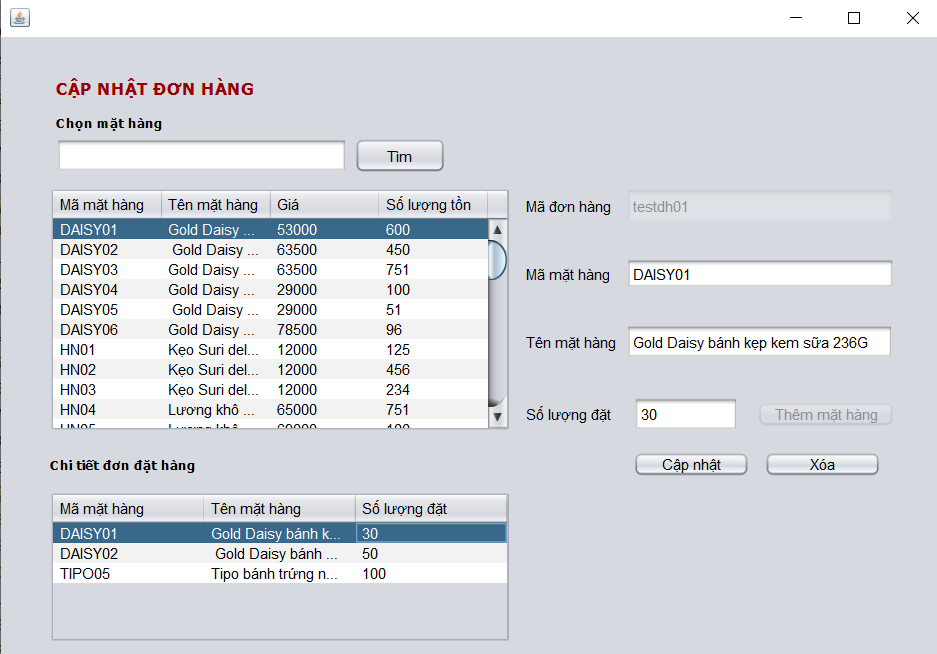 CẬP NHẬT ĐƠN HÀNG
Chọn mặt hàng
Tìm
Mã mặt hàng Tên mặt hàng Giá Số lượng tồn
DAISY01 Gold Daisy ... 53000 600
DAISY02 Gold Daisy ... 63500 450
DAISY03 Gold Daisy ... 63500 751
DAISY04 Gold Daisy ... 29000 100
DAISY05 Gold Daisy ... 29000 51
DAISY06 Gold Daisy ... 78500 96
HN01 Kẹo Suri del... 12000 125
HN02 Kẹo Suri del... 12000 456
HN03 Kẹo Suri del... 12000 234
HN04 Lương khô ... 65000 751
Mã đơn hàng testdh01
Mã mặt hàng DAISY01
Tên mặt hàng Gold Daisy bánh kẹp kem sữa 236G
Số lượng đặt 30 Thêm mặt hàng
Cập nhật Xóa
Chi tiết đơn đặt hàng
Mã mặt hàng Tên mặt hàng Số lượng đặt
DAISY01 Gold Daisy bánh k... 30
DAISY02 Gold Daisy bánh ... 50
TIPO05 Tipo bánh trứng n... 100